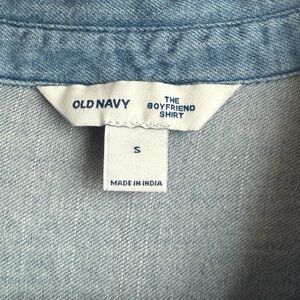 OLD NAVY
THE
BOYFRIEND
SHIRT
S
MADE IN INDIA